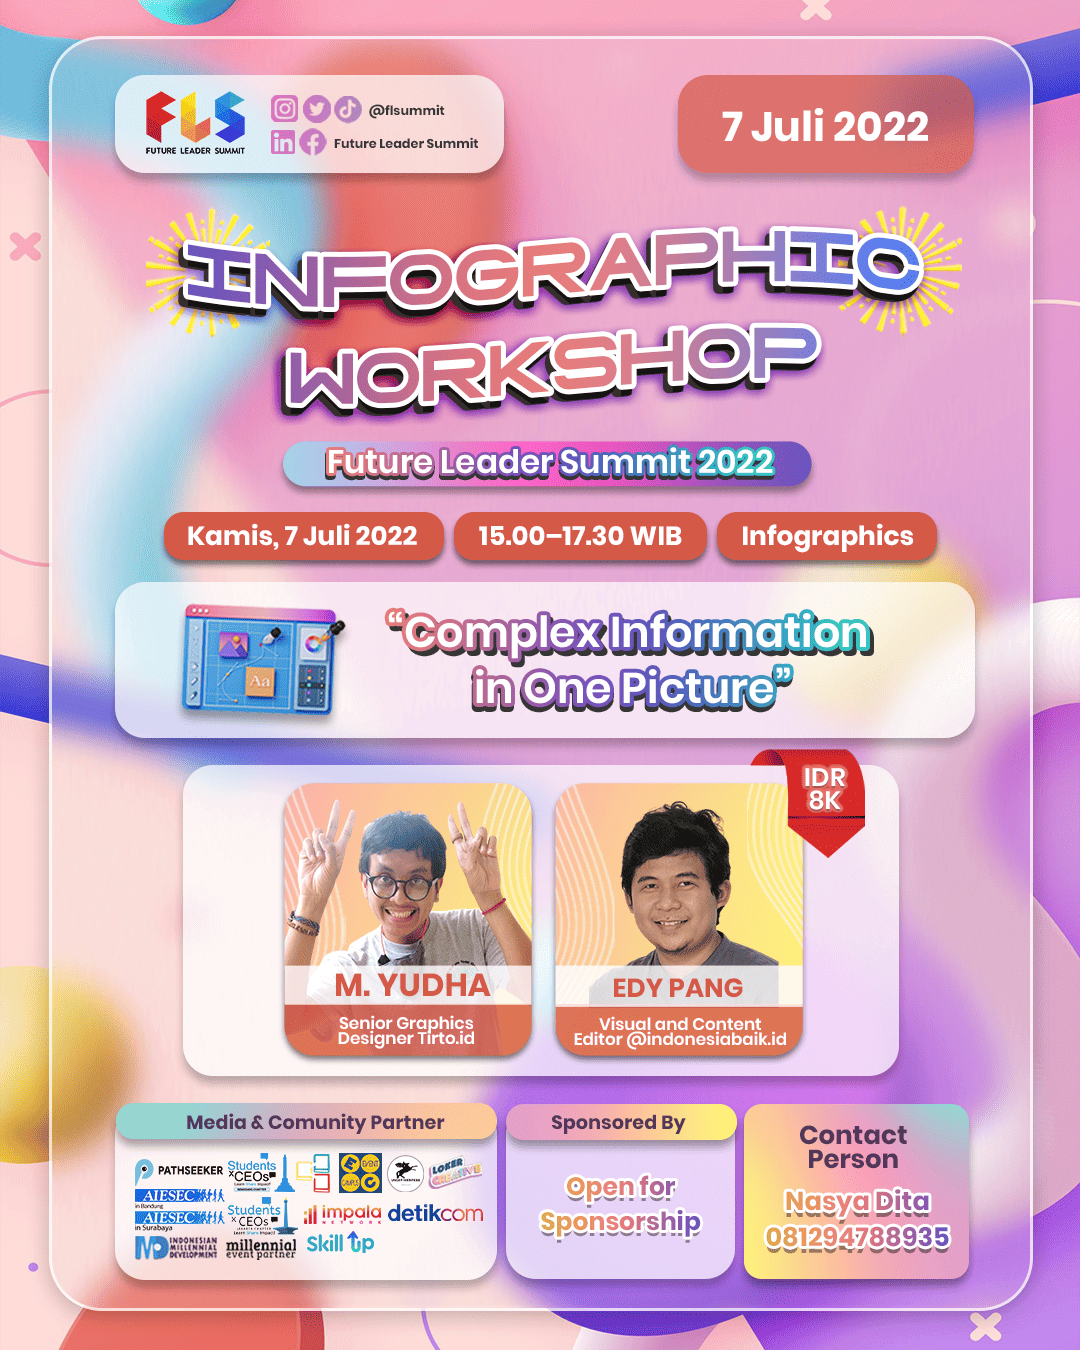 FLS
FUTURE LEADER SUMMIT
@flsummit
Future Leader Summit
7 Juli 2022
INFOGRAPHIC
WORKSHOP
Future Leader Summit 2022
Kamis, 7 Juli 2022
15.00–17.30 WIB
Infographics
Aa
“Complex Information
in One Picture”
IDR
8K
M. YUDHA
Senior Graphics
Designer Tirto.id
EDY PANG
Visual and Content
Editor @indonesiabaik.id
Media & Comunity Partner
PATHSEEKER
Students
x CEOs
LOKER
CREATIVE
AIESEC
in Bandung
AIESEC
in Surabaya
Students
x CEOs
impala
NETWORK
detikcom
INDONESIAN
MILLENNIAL
DEVELOPMENT
millennial
event partner
Skill Up
Sponsored By
Open for
Sponsorship
Contact
Person
Nasya Dita
081294788935